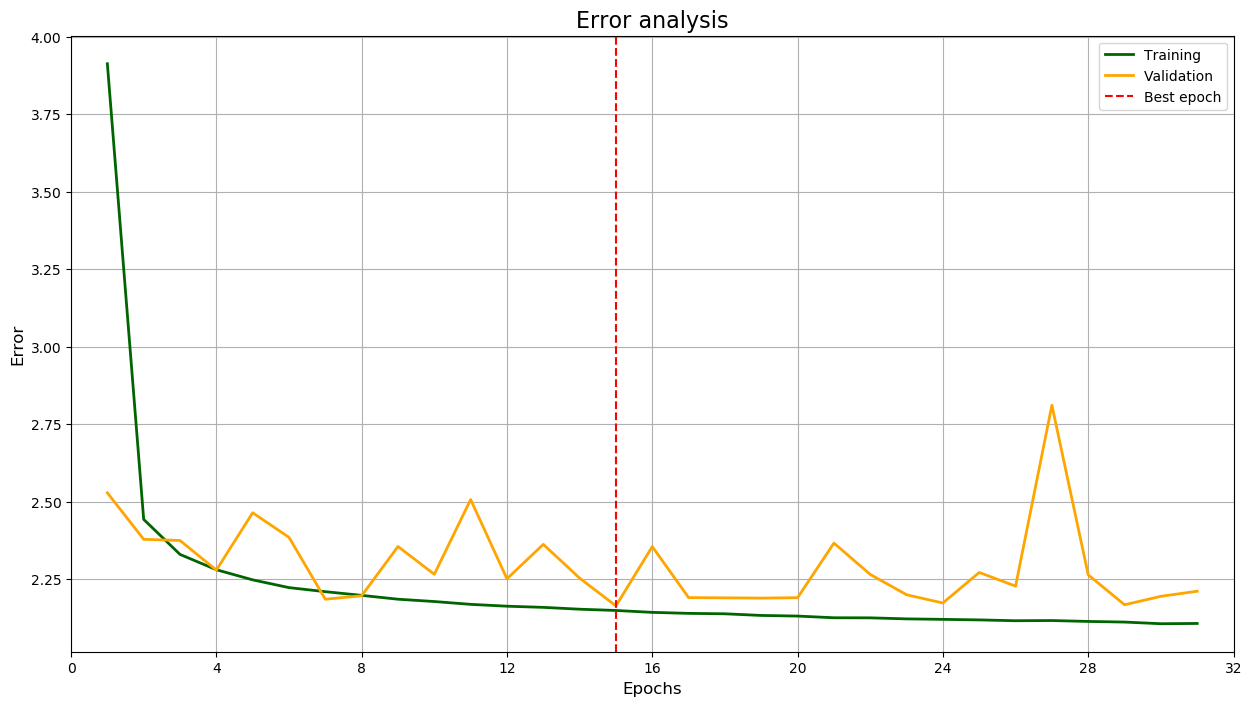 Error analysis
Training
Validation
Best epoch
4.00
3.75
3.50
3.25
3.00
2.75
2.50
2.25
Error
0 4 8 12 16 20 24 28 32
Epochs